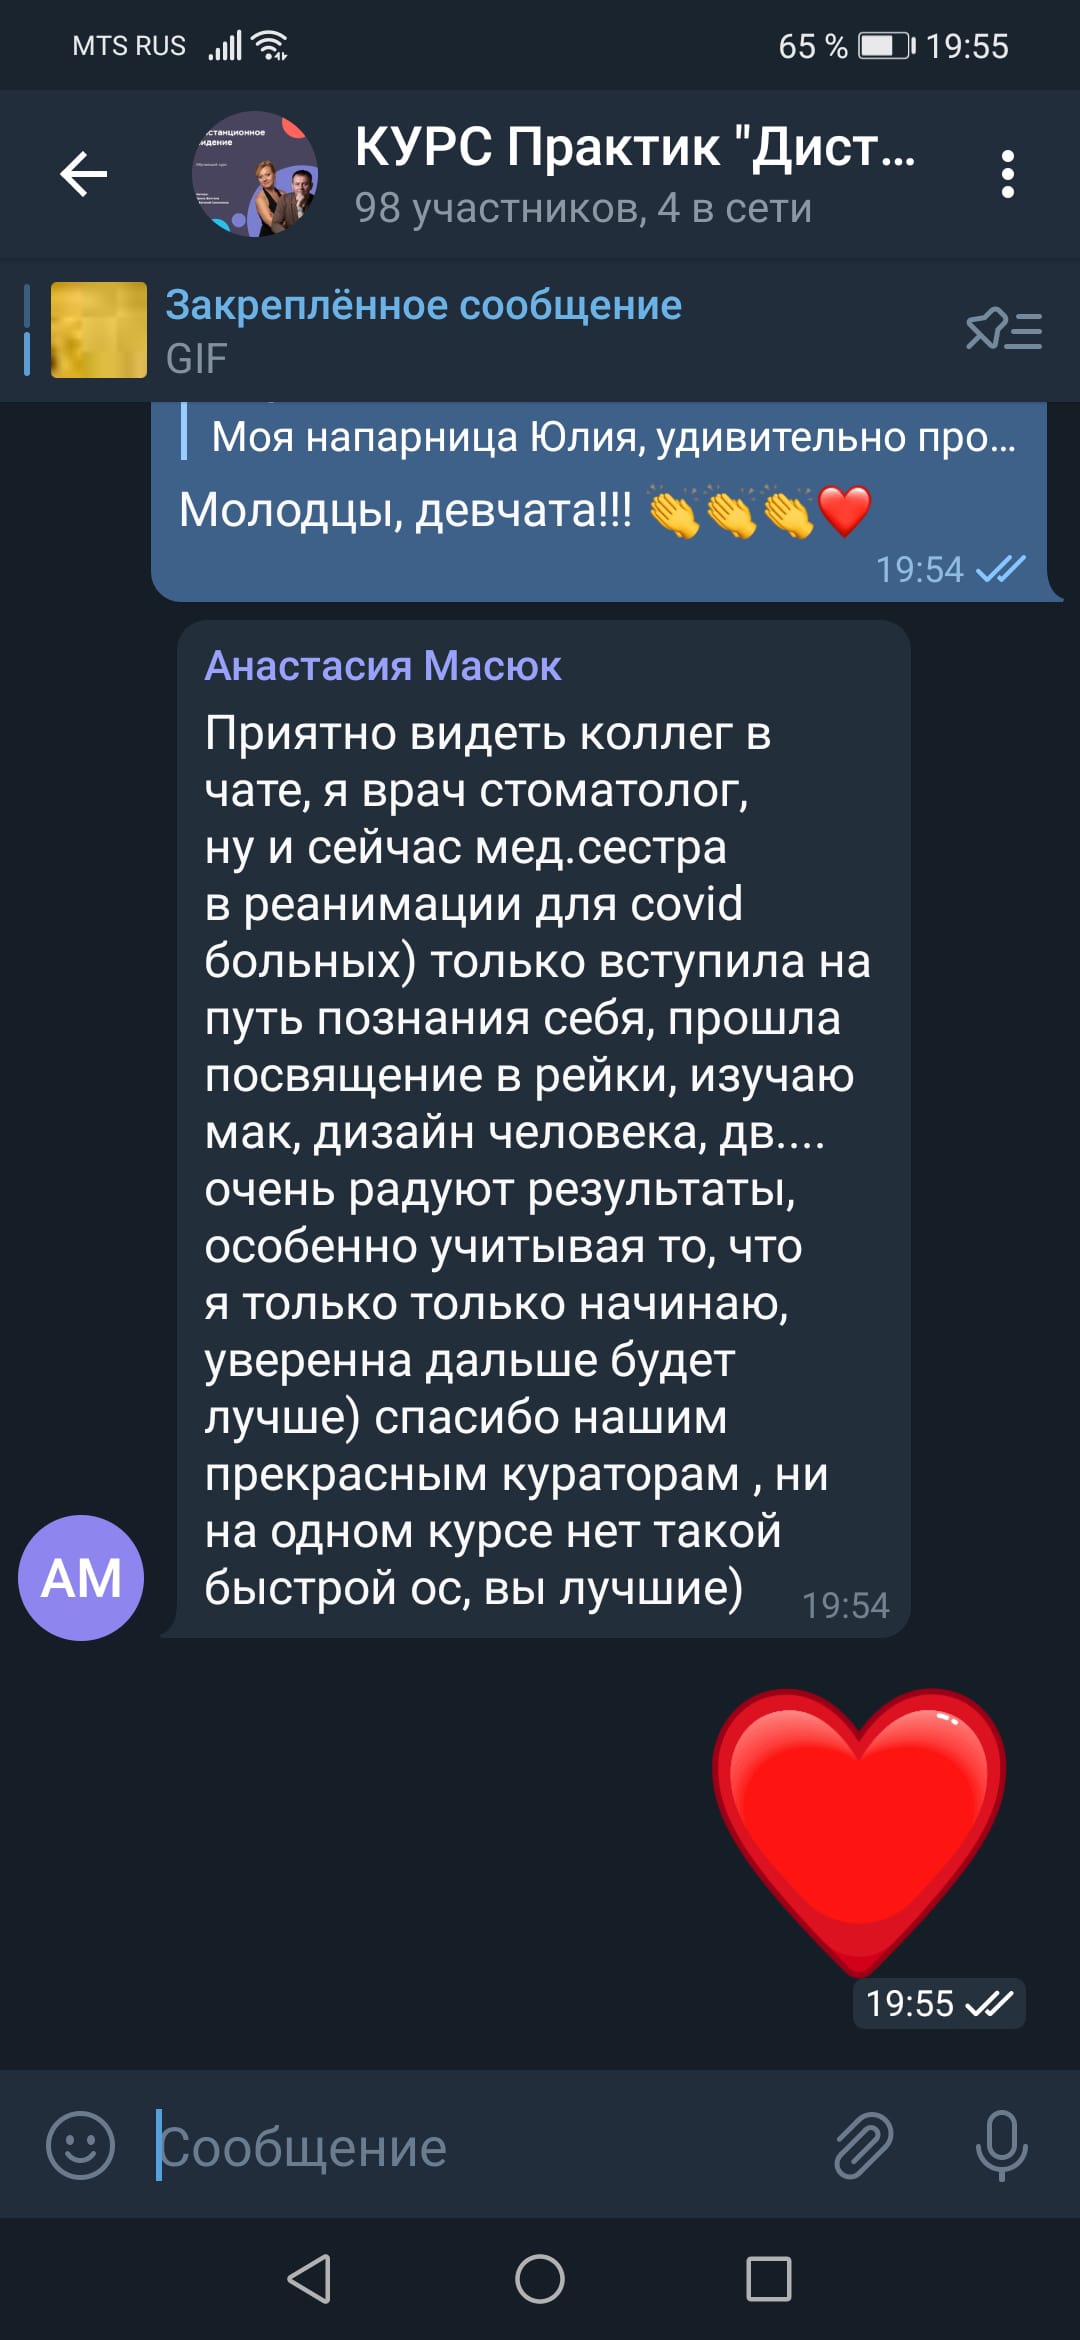 MTS RUS 65 % 19:55
КУРС Практик "Дист...
98 участников, 4 в сети
Закреплённое сообщение
GIF
Моя напарница Юлия, удивительно про...
Молодцы, девчата!!! 👏👏👏❤️
19:54
Анастасия Масюк
Приятно видеть коллег в
чате, я врач стоматолог,
ну и сейчас мед.сестра
в реанимации для covid
больных) только вступила на
путь познания себя, прошла
посвящение в рейки, изучаю
мак, дизайн человека, дв....
очень радуют результаты,
особенно учитывая то, что
я только только начинаю,
уверенна дальше будет
лучше) спасибо нашим
прекрасным кураторам , ни
на одном курсе нет такой
быстрой ос, вы лучшие)
19:54
АМ
19:55
Сообщение